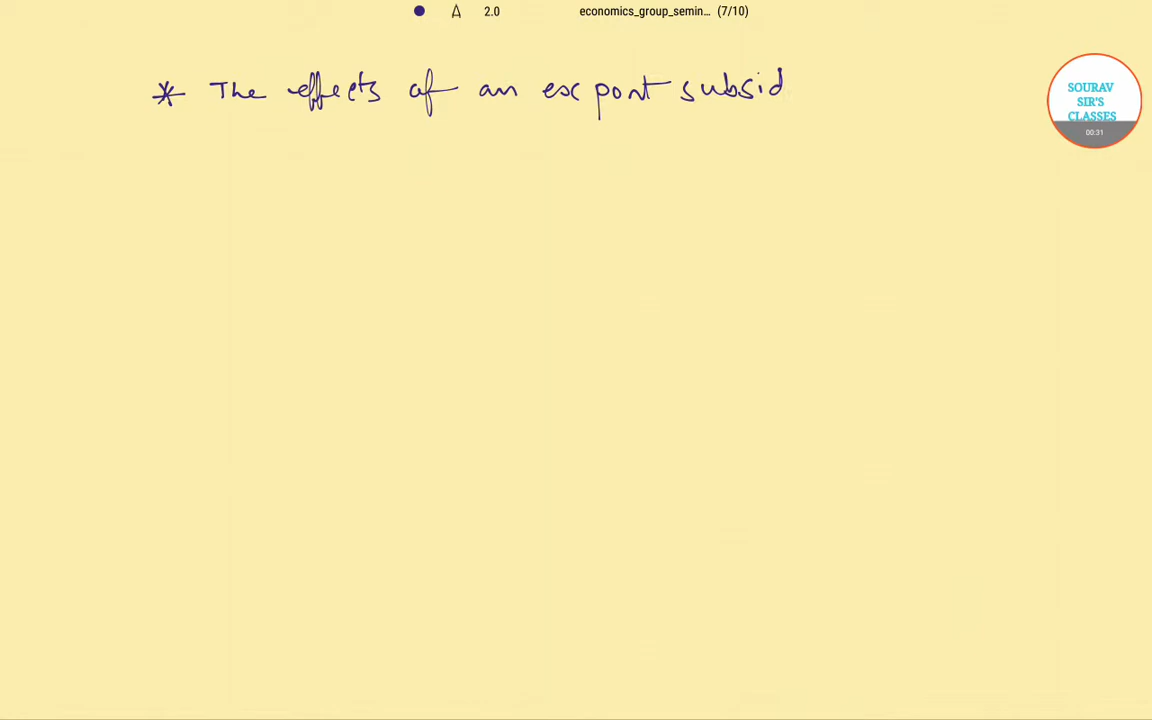 2.0 economics_group_semin... (7/10)
* The effects of an export subsid
SOURAV
SIR'S
CLASSES
00:31